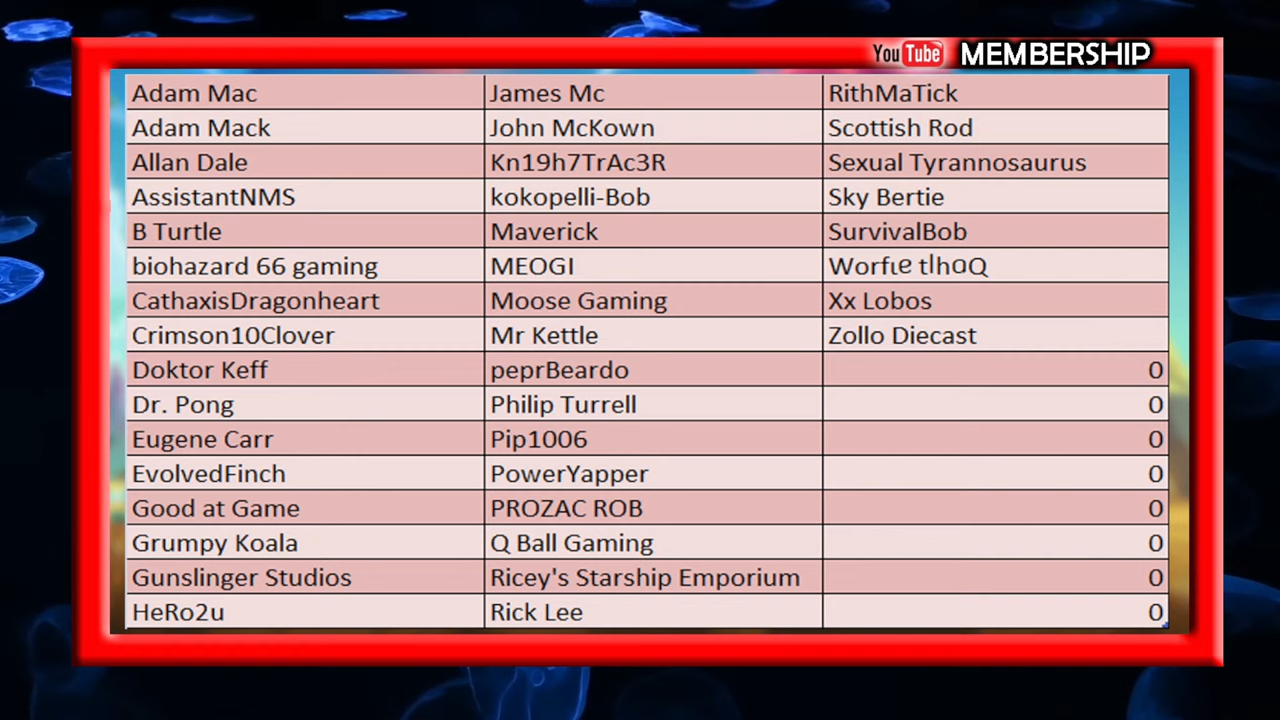 YouTube MEMBERSHIP
Adam Mac James Mc RithMaTick
Adam Mack John McKown Scottish Rod
Allan Dale Kn19h7TrAc3R Sexual Tyrannosaurus
AssistantNMS kokopelli-Bob Sky Bertie
B Turtle Maverick SurvivalBob
biohazard 66 gaming MEOGI Worfιҽ tlhαQ
CathaxisDragonheart Moose Gaming Xx Lobos
Crimson10Clover Mr Kettle Zollo Diecast
Doktor Keff peprBeardo 0
Dr. Pong Philip Turrell 0
Eugene Carr Pip1006 0
EvolvedFinch PowerYapper 0
Good at Game PROZAC ROB 0
Grumpy Koala Q Ball Gaming 0
Gunslinger Studios Ricey's Starship Emporium 0
HeRo2u Rick Lee 0